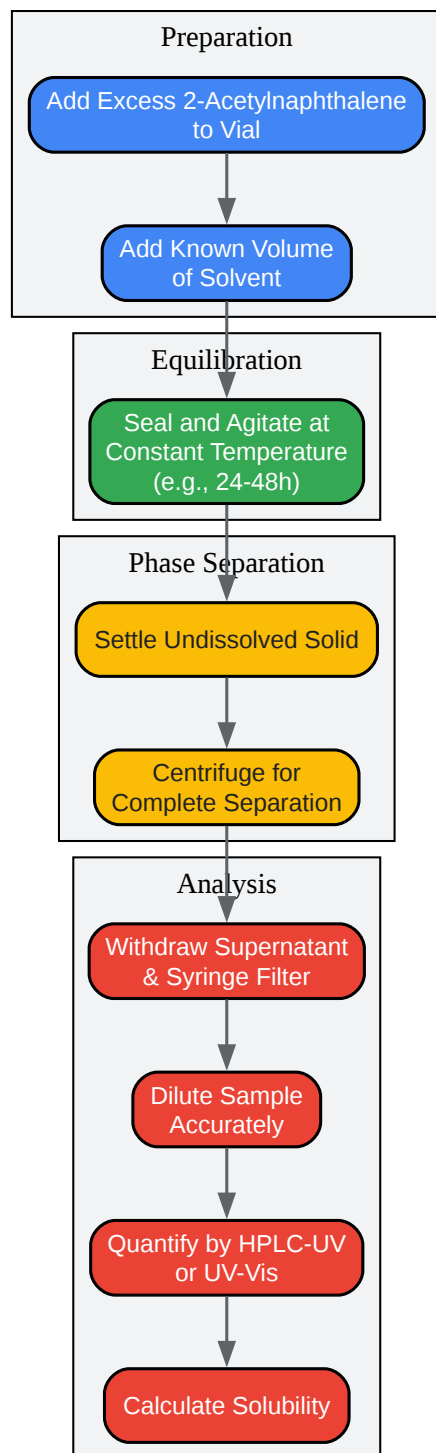 Preparation
Add Excess 2-Acetylnaphthalene
to Vial
Add Known Volume
of Solvent
Equilibration
Seal and Agitate at
Constant Temperature
(e.g., 24-48h)
Phase Separation
Settle Undissolved Solid
Centrifuge for
Complete Separation
Analysis
Withdraw Supernatant
& Syringe Filter
Dilute Sample
Accurately
Quantify by HPLC-UV
or UV-Vis
Calculate Solubility